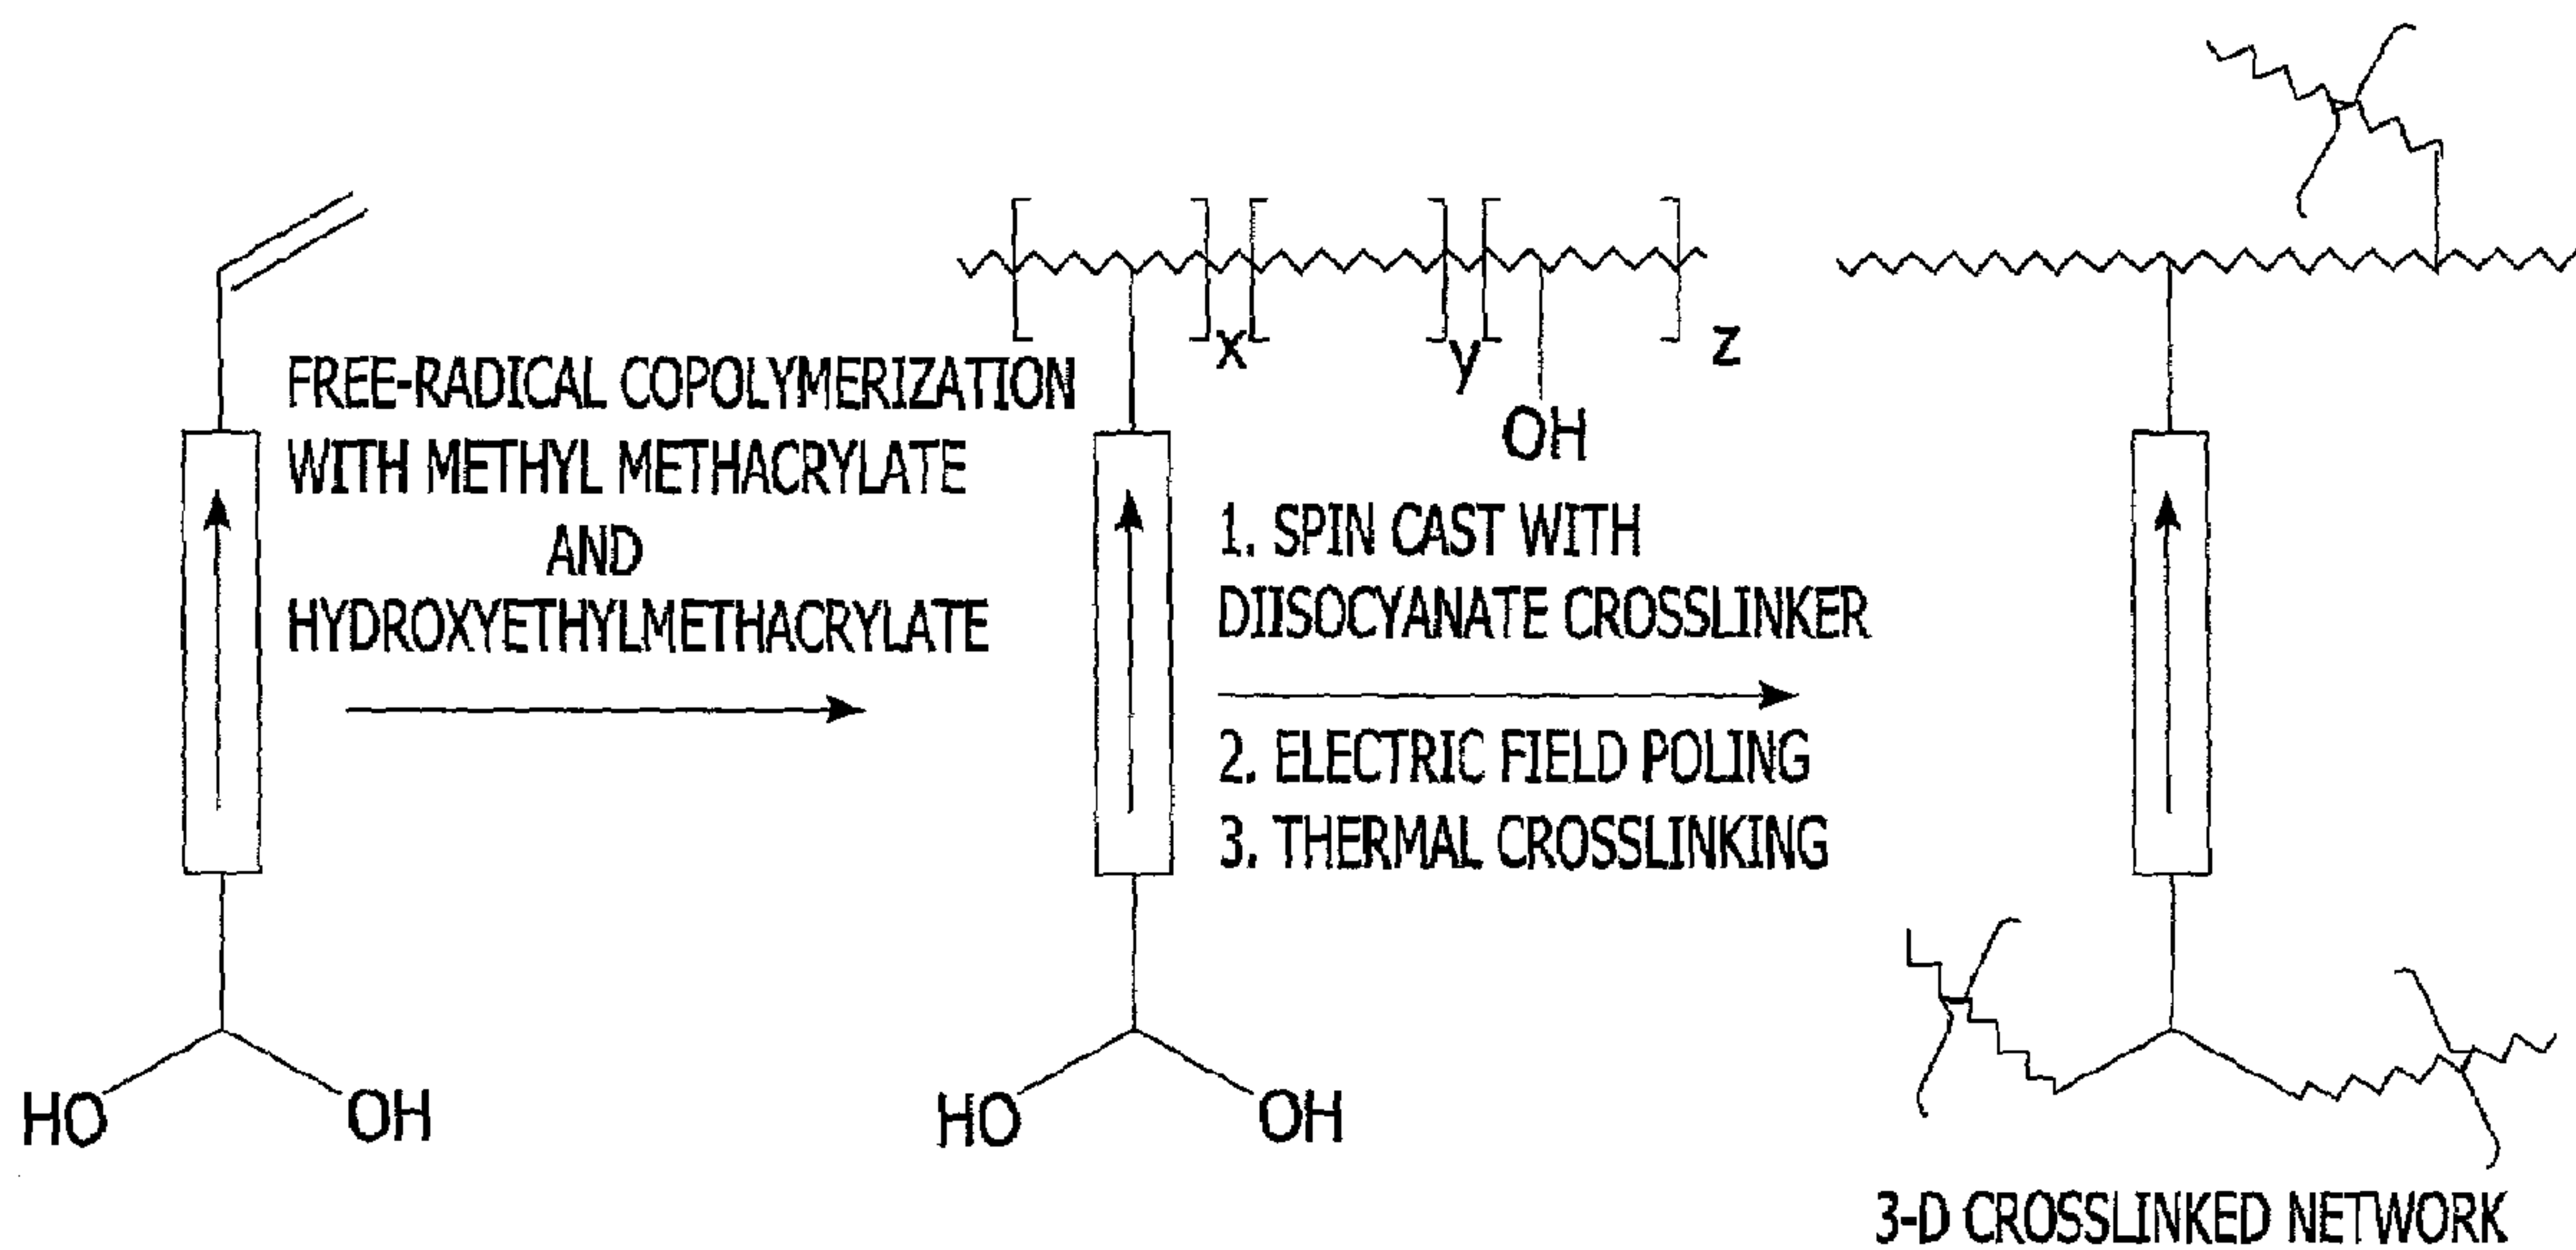 FREE-RADICAL COPOLYMERIZATION
WITH METHYL METHACRYLATE
AND
HYDROXYETHYLMETHACRYLATE
HO
OH
x
y
z
OH
1. SPIN CAST WITH
DIISOCYANATE CROSSLINKER
2. ELECTRIC FIELD POLING
3. THERMAL CROSSLINKING
HO
OH
3-D CROSSLINKED NETWORK